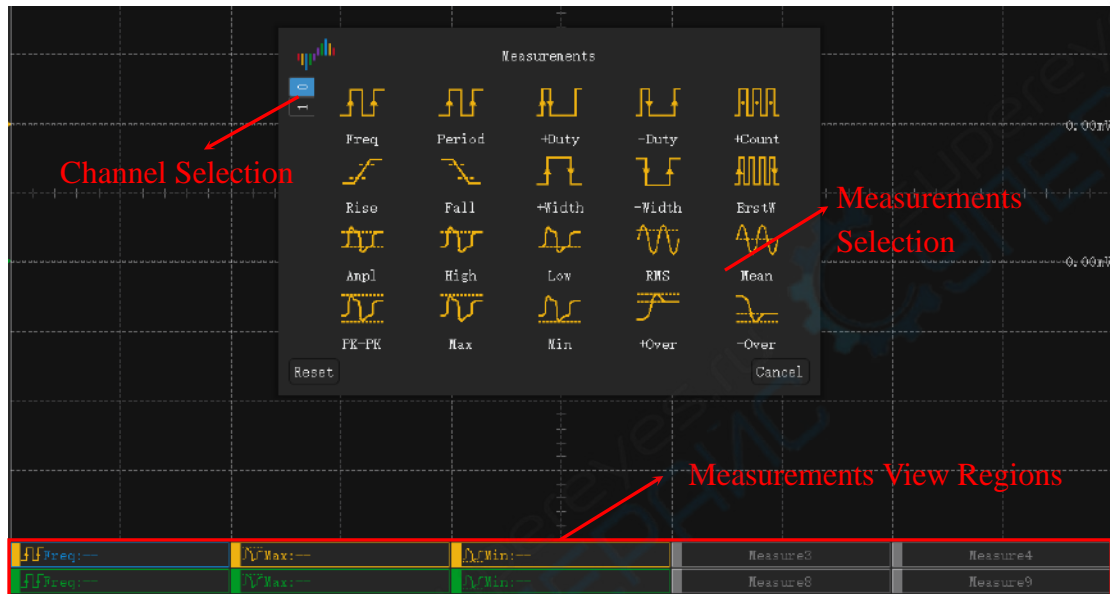 Measurements
0
1
Freq Period +Duty -Duty +Count
0.00mV
Channel Selection
Rise Fall +Width -Width BrstW
Measurements
Selection
Ampl High Low RMS Mean
0.00mV
PK-PK Max Min +Over -Over
Reset Cancel
Measurements View Regions
Freq:-- Max:-- Min:-- Measure3 Measure4
Freq:-- Max:-- Min:-- Measure8 Measure9